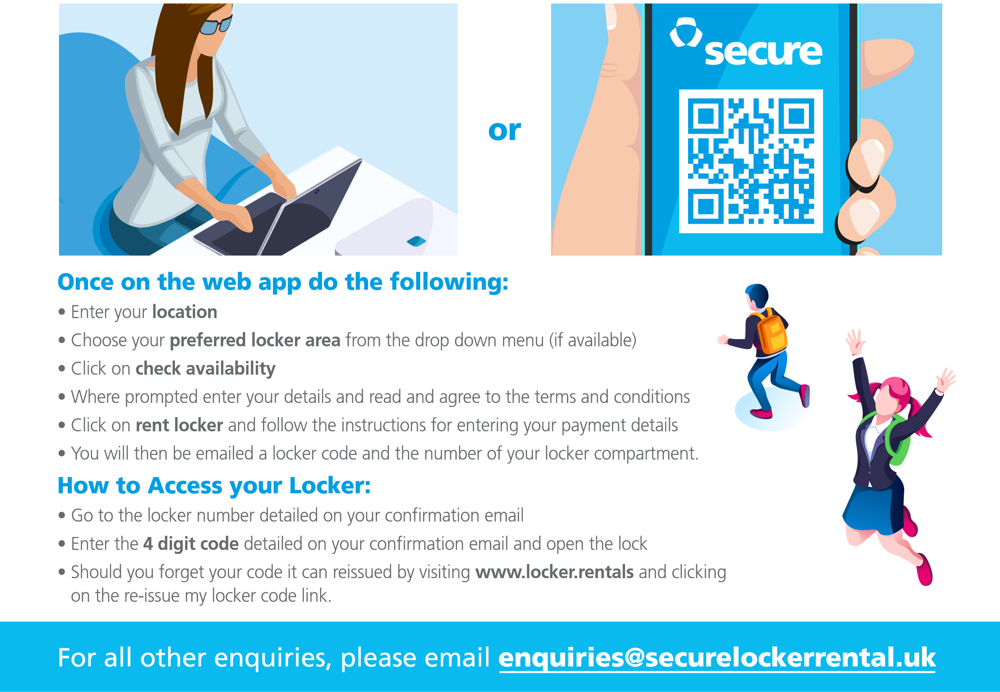 secure
or
Once on the web app do the following:
• Enter your location
• Choose your preferred locker area from the drop down menu (if available)
• Click on check availability
• Where prompted enter your details and read and agree to the terms and conditions
• Click on rent locker and follow the instructions for entering your payment details
• You will then be emailed a locker code and the number of your locker compartment.
How to Access your Locker:
• Go to the locker number detailed on your confirmation email
• Enter the 4 digit code detailed on your confirmation email and open the lock
• Should you forget your code it can reissued by visiting www.locker.rentals and clicking
on the re-issue my locker code link.
For all other enquiries, please email enquiries@securelockerrental.uk